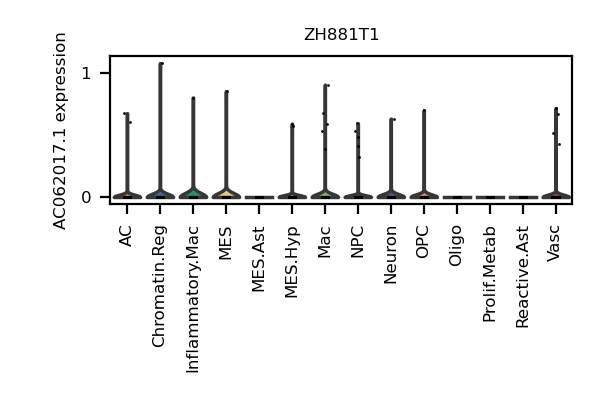 ZH881T1
AC062017.1 expression
1
0
AC
Chromatin.Reg
Inflammatory.Mac
MES
MES.Ast
MES.Hyp
Mac
NPC
Neuron
OPC
Oligo
Prolif.Metab
Reactive.Ast
Vasc